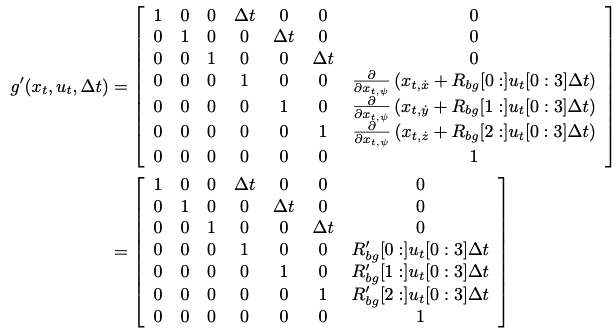 g'(x_t, u_t, Δt) =
1 0 0 Δt 0 0 0
0 1 0 0 Δt 0 0
0 0 1 0 0 Δt 0
0 0 0 1 0 0 ∂/∂x_{t,ψ} (x_{t,ẋ} + R_{bg}[0:]u_t[0:3]Δt)
0 0 0 0 1 0 ∂/∂x_{t,ψ} (x_{t,ẏ} + R_{bg}[1:]u_t[0:3]Δt)
0 0 0 0 0 1 ∂/∂x_{t,ψ} (x_{t,ż} + R_{bg}[2:]u_t[0:3]Δt)
0 0 0 0 0 0 1
=
1 0 0 Δt 0 0 0
0 1 0 0 Δt 0 0
0 0 1 0 0 Δt 0
0 0 0 1 0 0 R'_{bg}[0:]u_t[0:3]Δt
0 0 0 0 1 0 R'_{bg}[1:]u_t[0:3]Δt
0 0 0 0 0 1 R'_{bg}[2:]u_t[0:3]Δt
0 0 0 0 0 0 1